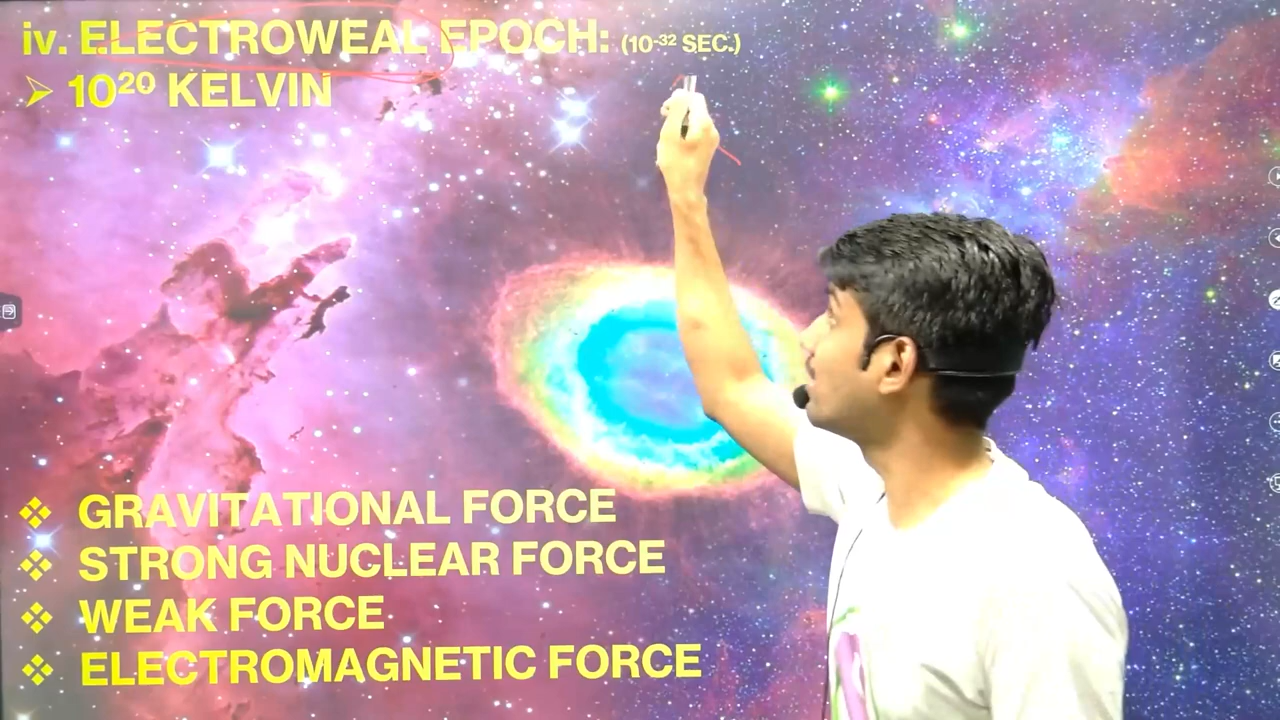 iv. ELECTROWEAL EPOCH: (10⁻³² SEC.)
➢ 10²⁰ KELVIN
❖ GRAVITATIONAL FORCE
❖ STRONG NUCLEAR FORCE
❖ WEAK FORCE
❖ ELECTROMAGNETIC FORCE